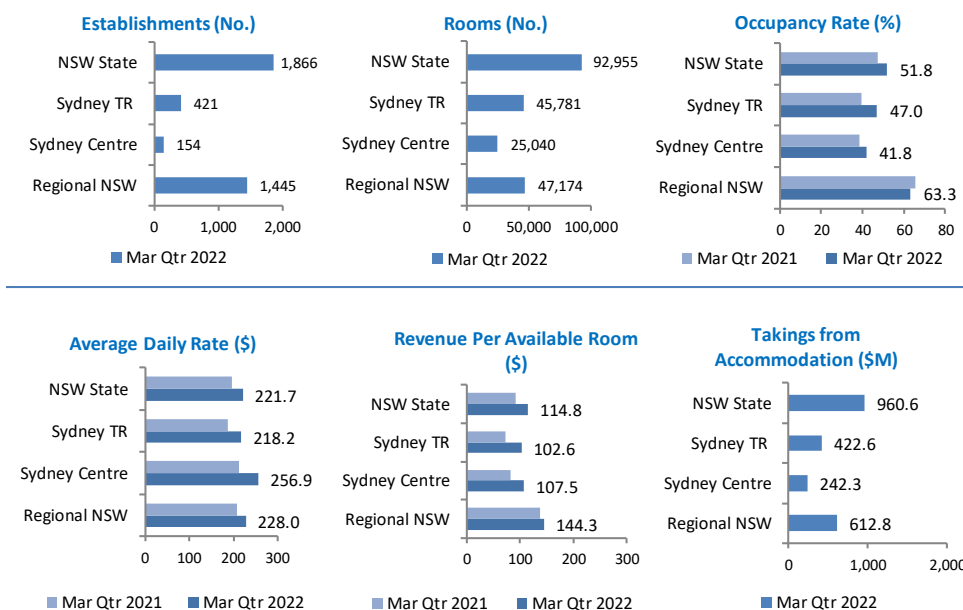 Establishments (No.)
NSW State
1,866
Sydney TR
421
Sydney Centre
154
Regional NSW
1,445
0 1,000 2,000
Mar Qtr 2022
Rooms (No.)
NSW State
92,955
Sydney TR
45,781
Sydney Centre
25,040
Regional NSW
47,174
0 50,000 100,000
Mar Qtr 2022
Occupancy Rate (%)
NSW State
51.8
Sydney TR
47.0
Sydney Centre
41.8
Regional NSW
63.3
0 20 40 60 80
Mar Qtr 2021 Mar Qtr 2022
Average Daily Rate ($)
NSW State
221.7
Sydney TR
218.2
Sydney Centre
256.9
Regional NSW
228.0
0 100 200 300
Mar Qtr 2021 Mar Qtr 2022
Revenue Per Available Room
($)
NSW State
114.8
Sydney TR
102.6
Sydney Centre
107.5
Regional NSW
144.3
0 100 200 300
Mar Qtr 2021 Mar Qtr 2022
Takings from
Accommodation ($M)
NSW State
960.6
Sydney TR
422.6
Sydney Centre
242.3
Regional NSW
612.8
0 1,000 2,000
Mar Qtr 2022